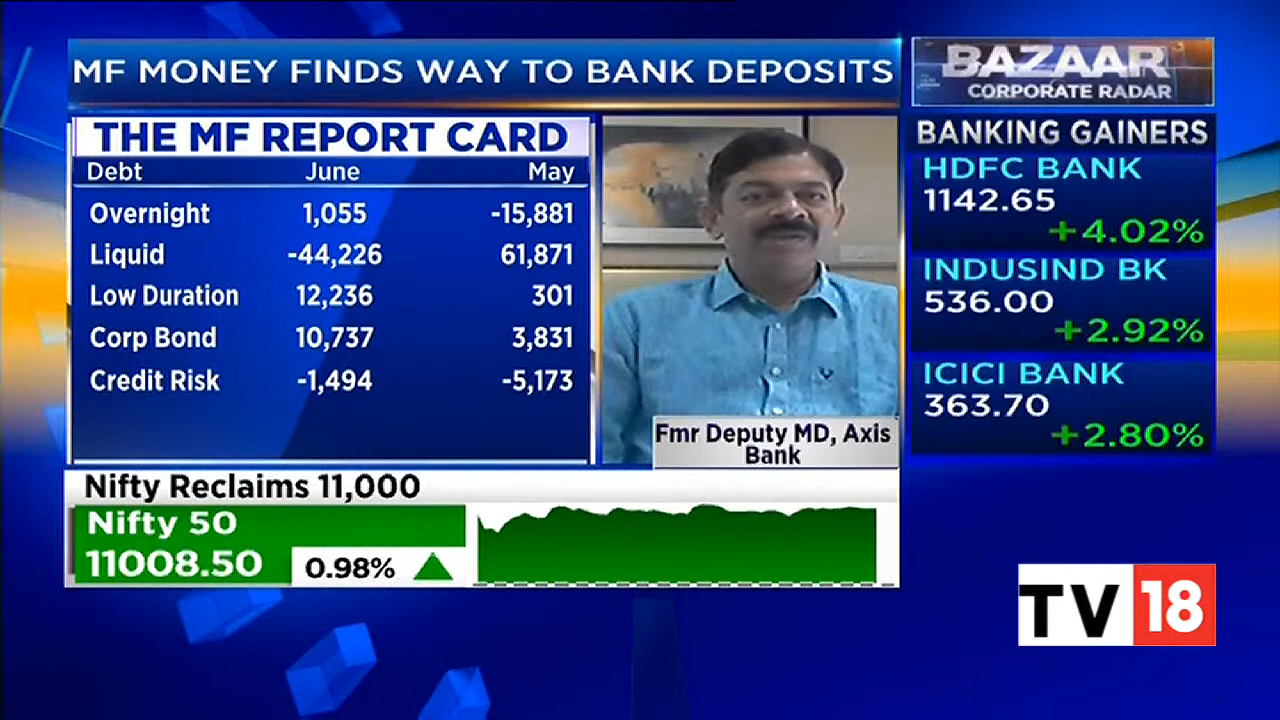 MF MONEY FINDS WAY TO BANK DEPOSITS
THE MF REPORT CARD
Debt June May
Overnight 1,055 -15,881
Liquid -44,226 61,871
Low Duration 12,236 301
Corp Bond 10,737 3,831
Credit Risk -1,494 -5,173
Fmr Deputy MD, Axis
Bank
Nifty Reclaims 11,000
Nifty 50
11008.50 0.98%
BAZAAR
CORPORATE RADAR
BANKING GAINERS
HDFC BANK
1142.65
+4.02%
INDUSIND BK
536.00
+2.92%
ICICI BANK
363.70
+2.80%
TV 18